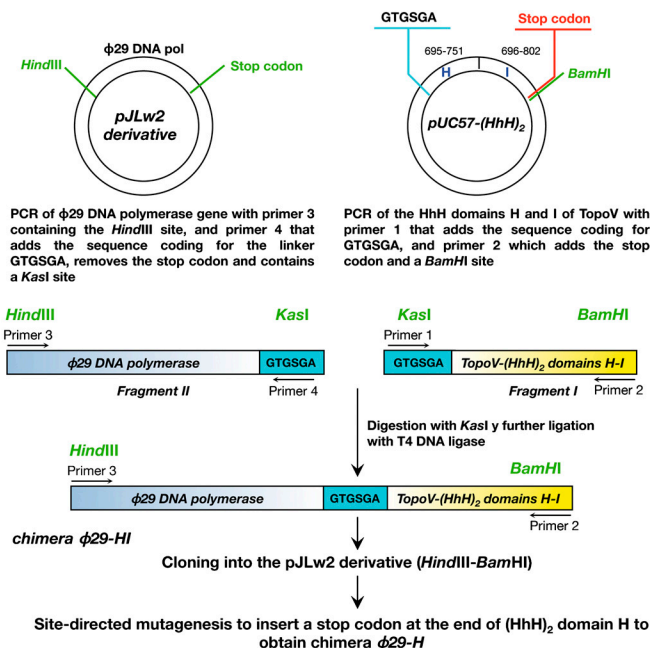 ϕ29 DNA pol
HindIII
Stop codon
pJLw2
derivative
GTGSGA
Stop codon
695-751
696-802
H
I
BamHI
pUC57-(HhH)2
PCR of ϕ29 DNA polymerase gene with primer 3
containing the HindIII site, and primer 4 that
adds the sequence coding for the linker
GTGSGA, removes the stop codon and contains
a KasI site
PCR of the HhH domains H and I of TopoV with
primer 1 that adds the sequence coding for
GTGSGA, and primer 2 which adds the stop
codon and a BamHI site
HindIII
KasI
KasI
BamHI
Primer 3
Primer 1
ϕ29 DNA polymerase
GTGSGA
GTGSGA
TopoV-(HhH)2 domains H-I
Fragment II
Primer 4
Fragment I
Primer 2
Digestion with KasI y further ligation
with T4 DNA ligase
HindIII
Primer 3
BamHI
ϕ29 DNA polymerase
GTGSGA
TopoV-(HhH)2 domains H-I
Primer 2
chimera ϕ29-HI
Cloning into the pJLw2 derivative (HindIII-BamHI)
Site-directed mutagenesis to insert a stop codon at the end of (HhH)2 domain H to
obtain chimera ϕ29-H